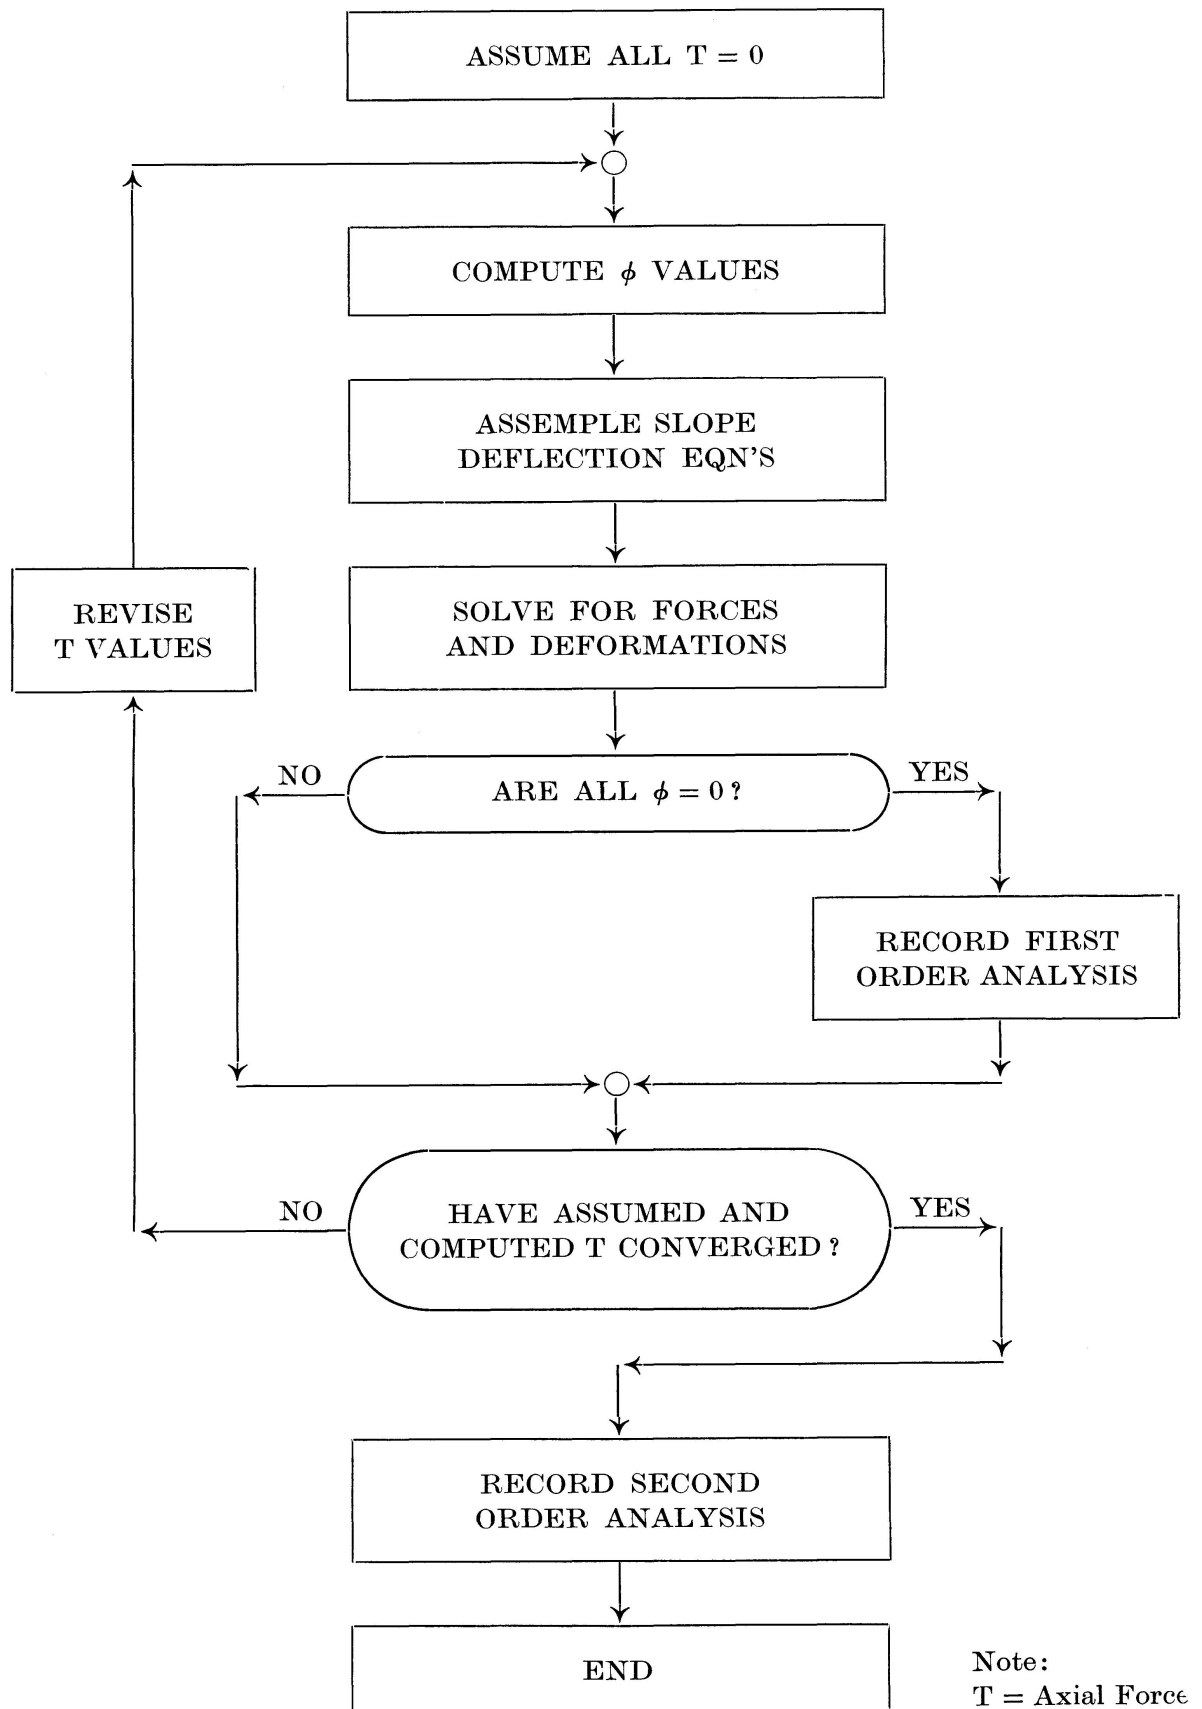 ASSUME ALL T = 0
COMPUTE ϕ VALUES
ASSEMPLE SLOPE
DEFLECTION EQN'S
REVISE
T VALUES
SOLVE FOR FORCES
AND DEFORMATIONS
NO
ARE ALL ϕ = 0?
YES
RECORD FIRST
ORDER ANALYSIS
NO
HAVE ASSUMED AND
COMPUTED T CONVERGED?
YES
RECORD SECOND
ORDER ANALYSIS
END
Note:
T = Axial Force